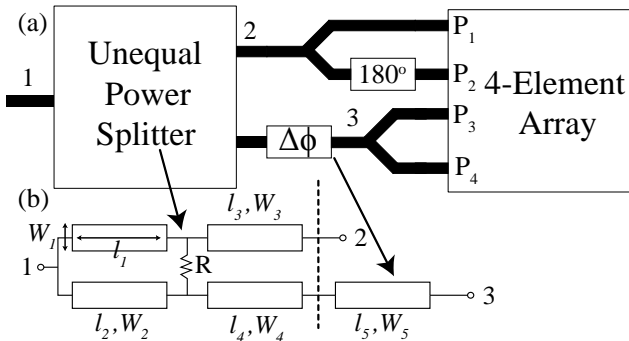 (a)
1
Unequal
Power
Splitter
2
180°
Δϕ
3
P1
P2
P3
P4
4-Element
Array
(b)
W1
l1
l3,W3
1
R
2
l2,W2
l4,W4
l5,W5
3